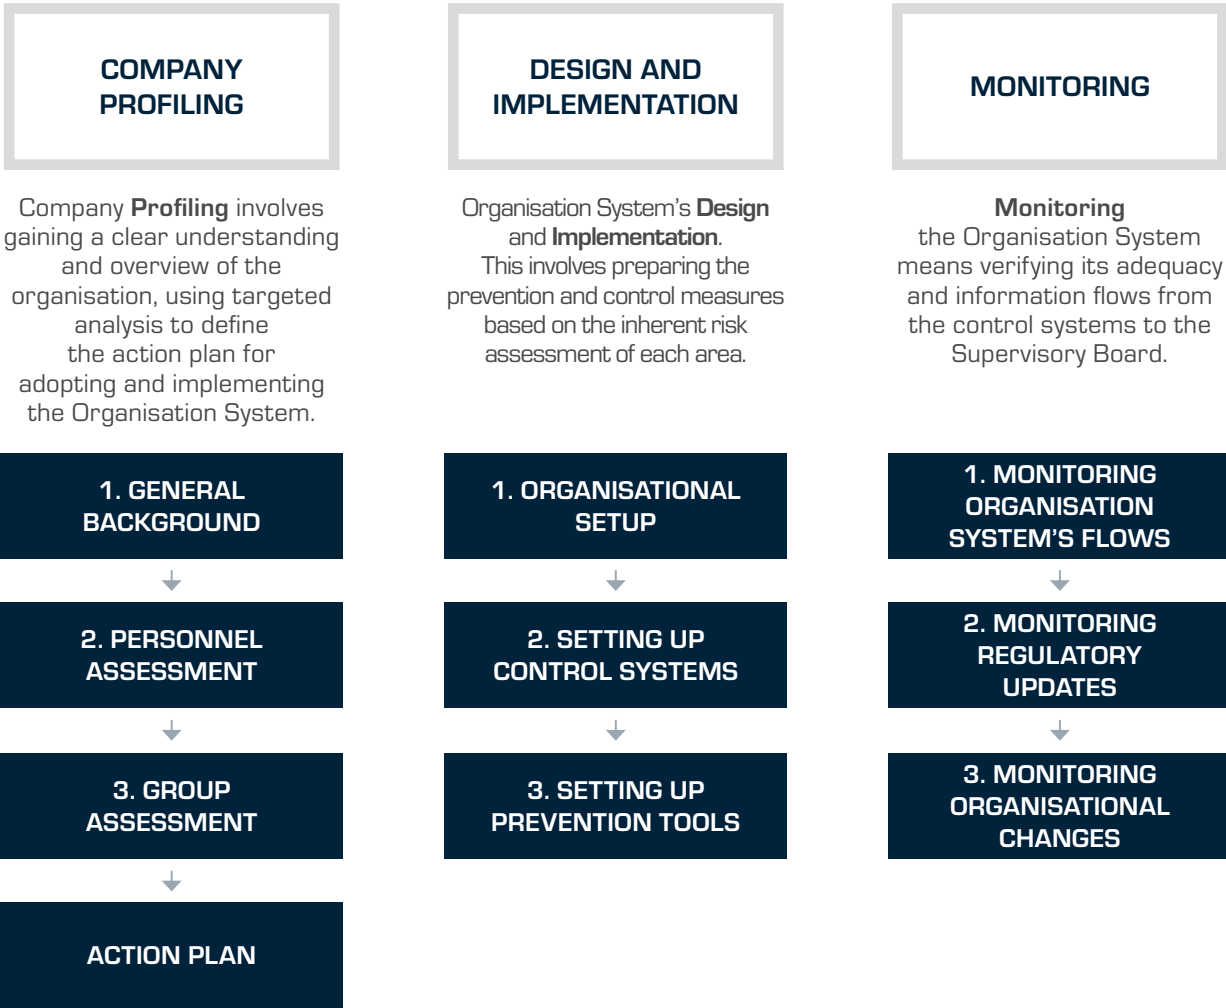 COMPANY
PROFILING
Company Profiling involves
gaining a clear understanding
and overview of the
organisation, using targeted
analysis to define
the action plan for
adopting and implementing
the Organisation System.
1. GENERAL
BACKGROUND
2. PERSONNEL
ASSESSMENT
3. GROUP
ASSESSMENT
ACTION PLAN
DESIGN AND
IMPLEMENTATION
Organisation System’s Design
and Implementation.
This involves preparing the
prevention and control measures
based on the inherent risk
assessment of each area.
1. ORGANISATIONAL
SETUP
2. SETTING UP
CONTROL SYSTEMS
3. SETTING UP
PREVENTION TOOLS
MONITORING
Monitoring
the Organisation System
means verifying its adequacy
and information flows from
the control systems to the
Supervisory Board.
1. MONITORING
ORGANISATION
SYSTEM’S FLOWS
2. MONITORING
REGULATORY
UPDATES
3. MONITORING
ORGANISATIONAL
CHANGES